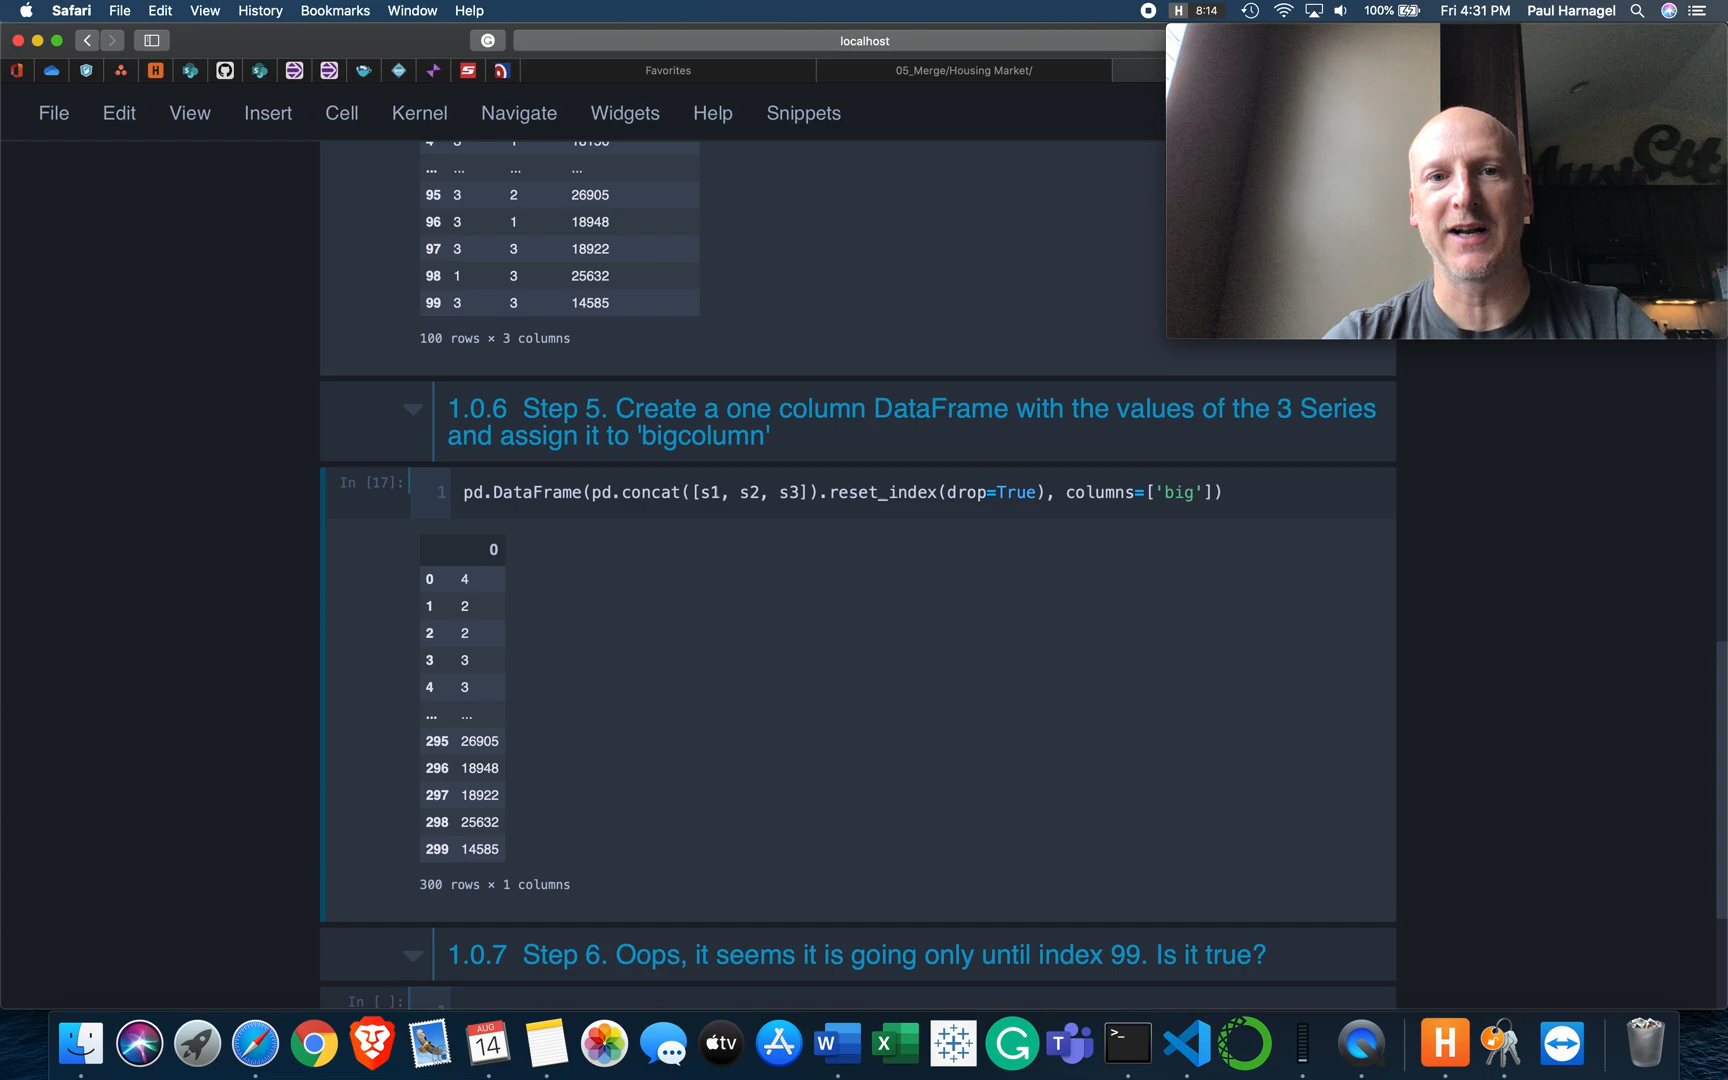 Safari File Edit View History Bookmarks Window Help
H 8:14 100% Fri 4:31 PM Paul Harnagel
localhost
Favorites 05_Merge/Housing Market/
File Edit View Insert Cell Kernel Navigate Widgets Help Snippets
... ... ... ...
95 3 2 26905
96 3 1 18948
97 3 3 18922
98 1 3 25632
99 3 3 14585
100 rows × 3 columns
1.0.6 Step 5. Create a one column DataFrame with the values of the 3 Series
and assign it to 'bigcolumn'
In [17]: 1 pd.DataFrame(pd.concat([s1, s2, s3]).reset_index(drop=True), columns=['big'])
0
0 4
1 2
2 2
3 3
4 3
... ...
295 26905
296 18948
297 18922
298 25632
299 14585
300 rows × 1 columns
1.0.7 Step 6. Oops, it seems it is going only until index 99. Is it true?
In [ ]: 1
AUG
14
tv
W
X
G
T
>_
H